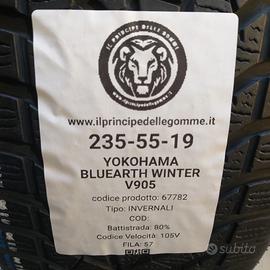 IL PRINCIPE DELLE GOMME
www.ilprincipedellegomme.it
www.ilprincipedellegomme.it
235-55-19
YOKOHAMA
BLUEARTH WINTER
V905
codice prodotto: 67782
Tipo: INVERNALI
COD:
Battistrada: 80%
Codice Velocità: 105V
FILA: S7
subito